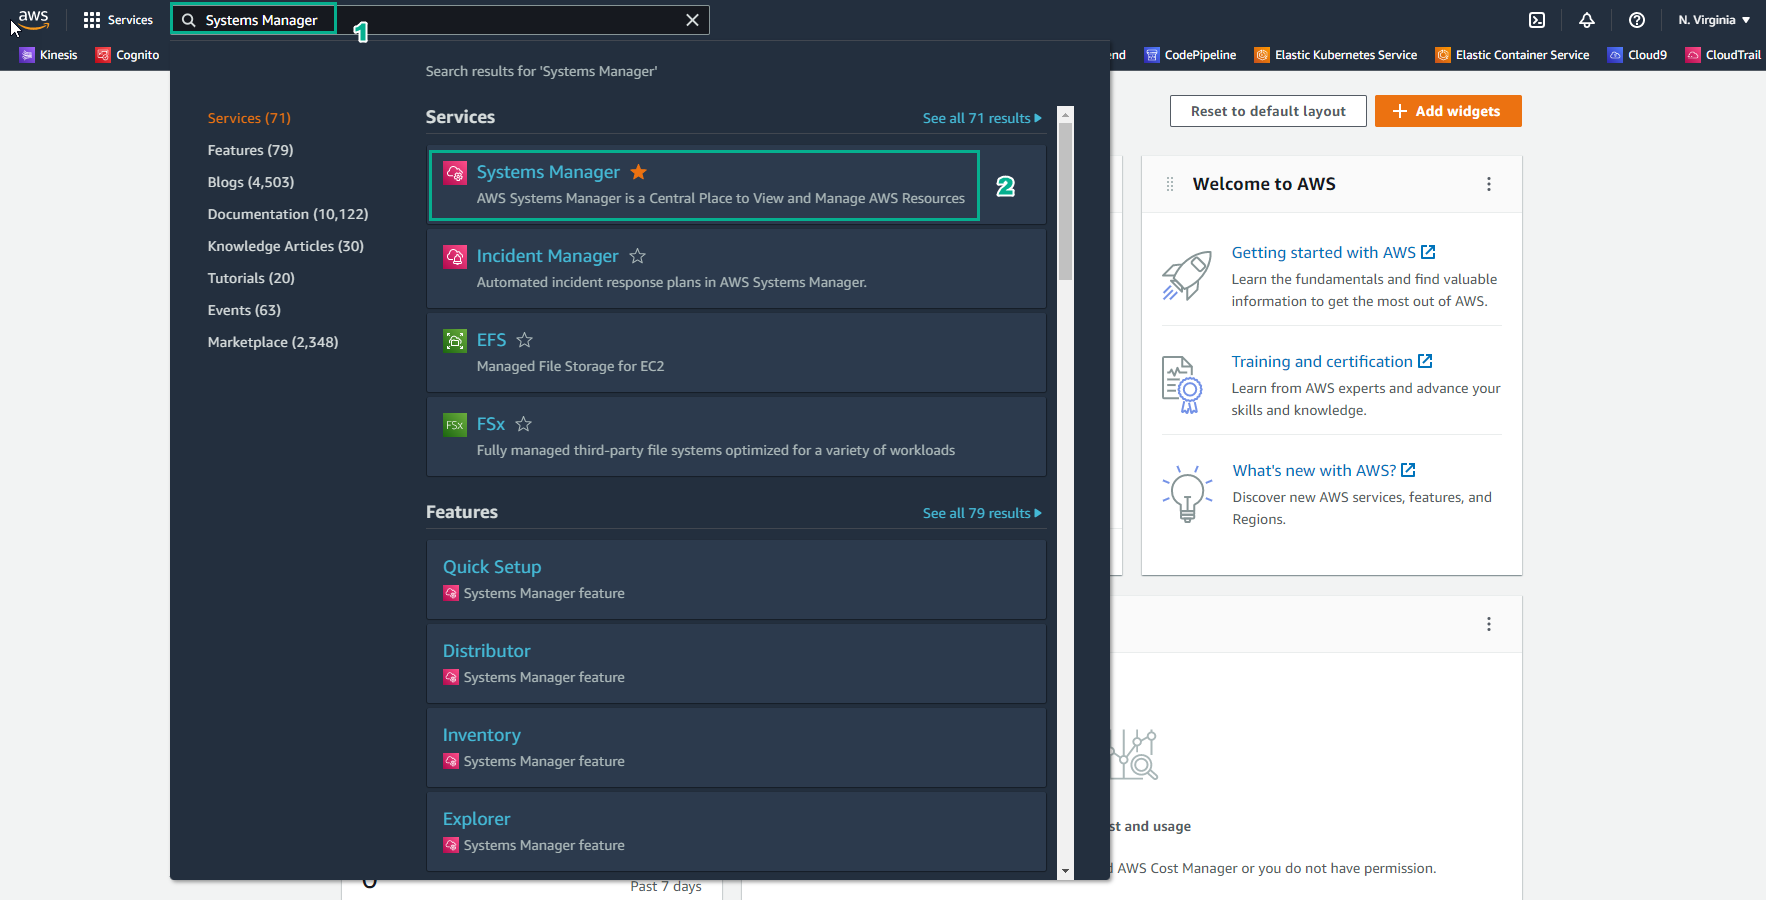 aws
Services
Systems Manager
1
N. Virginia
Kinesis
Cognito
nd
CodePipeline
Elastic Kubernetes Service
Elastic Container Service
Cloud9
CloudTrail
Search results for 'Systems Manager'
Services (71)
Features (79)
Blogs (4,503)
Documentation (10,122)
Knowledge Articles (30)
Tutorials (20)
Events (63)
Marketplace (2,348)
Services
See all 71 results
Systems Manager
AWS Systems Manager is a Central Place to View and Manage AWS Resources
2
Incident Manager
Automated incident response plans in AWS Systems Manager.
EFS
Managed File Storage for EC2
FSx
FSx
Fully managed third-party file systems optimized for a variety of workloads
Features
See all 79 results
Quick Setup
Systems Manager feature
Distributor
Systems Manager feature
Inventory
Systems Manager feature
Explorer
Systems Manager feature
Reset to default layout
Add widgets
Welcome to AWS
Getting started with AWS
Learn the fundamentals and find valuable
information to get the most out of AWS.
Training and certification
Learn from AWS experts and advance your
skills and knowledge.
What's new with AWS?
Discover new AWS services, features, and
Regions.
st and usage
AWS Cost Manager or you do not have permission.
Past 7 days